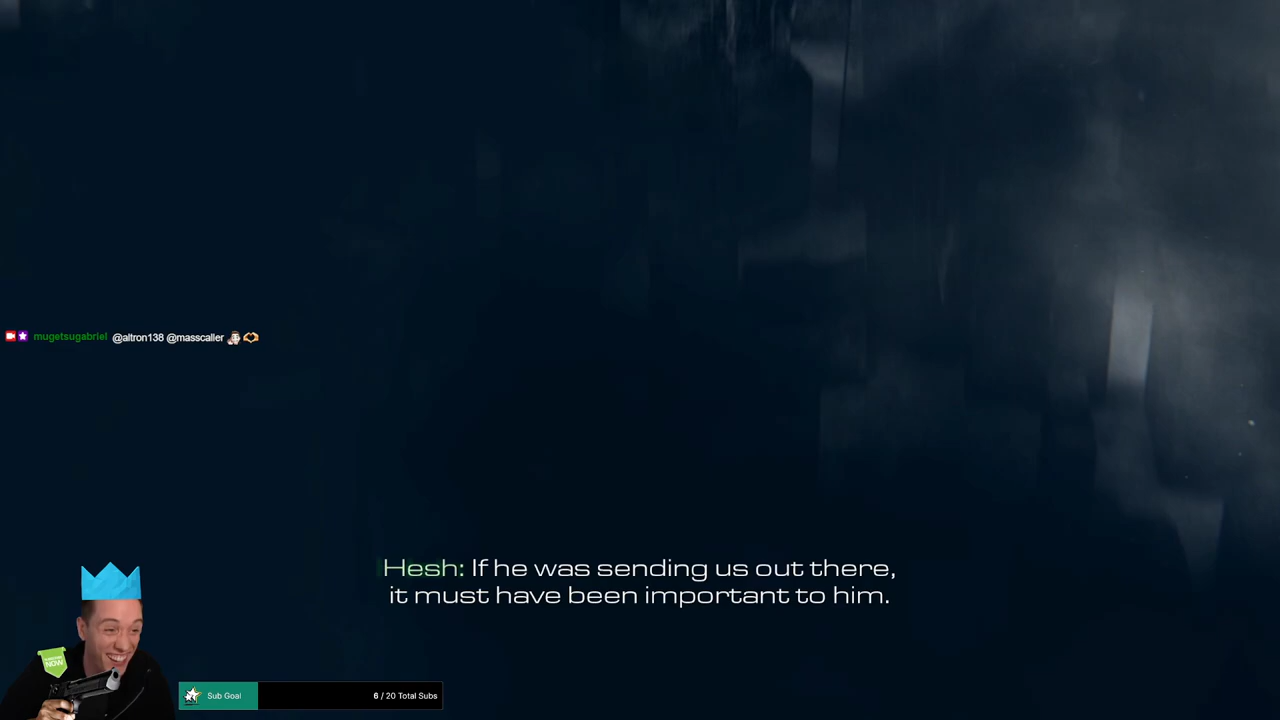 mugetsugabriel @altron138 @masscaller
Hesh: If he was sending us out there,
it must have been important to him.
NOW
Sub Goal
6 / 20 Total Subs